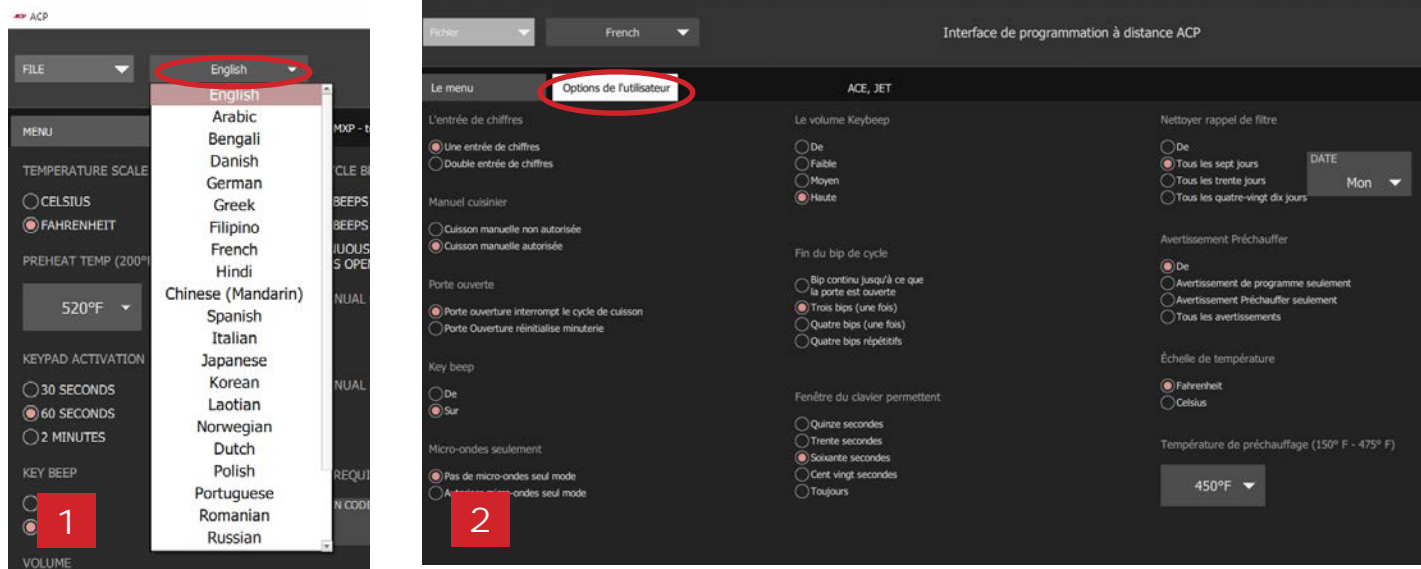 ACP
FILE
English
English
Arabic
Bengali
Danish
German
Greek
Filipino
French
Hindi
Chinese (Mandarin)
Spanish
Italian
Japanese
Korean
Laotian
Norwegian
Dutch
Polish
Portuguese
Romanian
Russian
MENU
MXP - t
TEMPERATURE SCALE
CELSIUS
FAHRENHEIT
BEEPS
BEEPS
PREHEAT TEMP (200°
520°F
NUAL
KEYPAD ACTIVATION
30 SECONDS
60 SECONDS
2 MINUTES
NUAL
KEY BEEP
REQUI
N CODE
1
VOLUME
Fichier
French
Interface de programmation à distance ACP
Le menu
Options de l'utilisateur
ACE, JET
L'entrée de chiffres
Une entrée de chiffres
Double entrée de chiffres
Manuel cuisinier
Cuisson manuelle non autorisée
Cuisson manuelle autorisée
Porte ouverte
Porte ouverture interrompt le cycle de cuisson
Porte Ouverture réinitialise minuterie
Key beep
De
Sur
Micro-ondes seulement
Pas de micro-ondes seul mode
micro-ondes seul mode
2
Le volume Keybeep
De
Faible
Moyen
Haute
Fin du bip de cycle
Bip continu jusqu'à ce que
la porte est ouverte
Trois bips (une fois)
Quatre bips (une fois)
Quatre bips répétitifs
Fenêtre du clavier permettent
Quinze secondes
Trente secondes
Soixante secondes
Cent vingt secondes
Toujours
Nettoyer rappel de filtre
De
Tous les sept jours
Tous les trente jours
Tous les quatre-vingt dix jours
DATE
Mon
Avertissement Préchauffer
De
Avertissement de programme seulement
Avertissement Préchauffer seulement
Tous les avertissements
Échelle de température
Fahrenheit
Celsius
Température de préchauffage (150° F - 475° F)
450°F